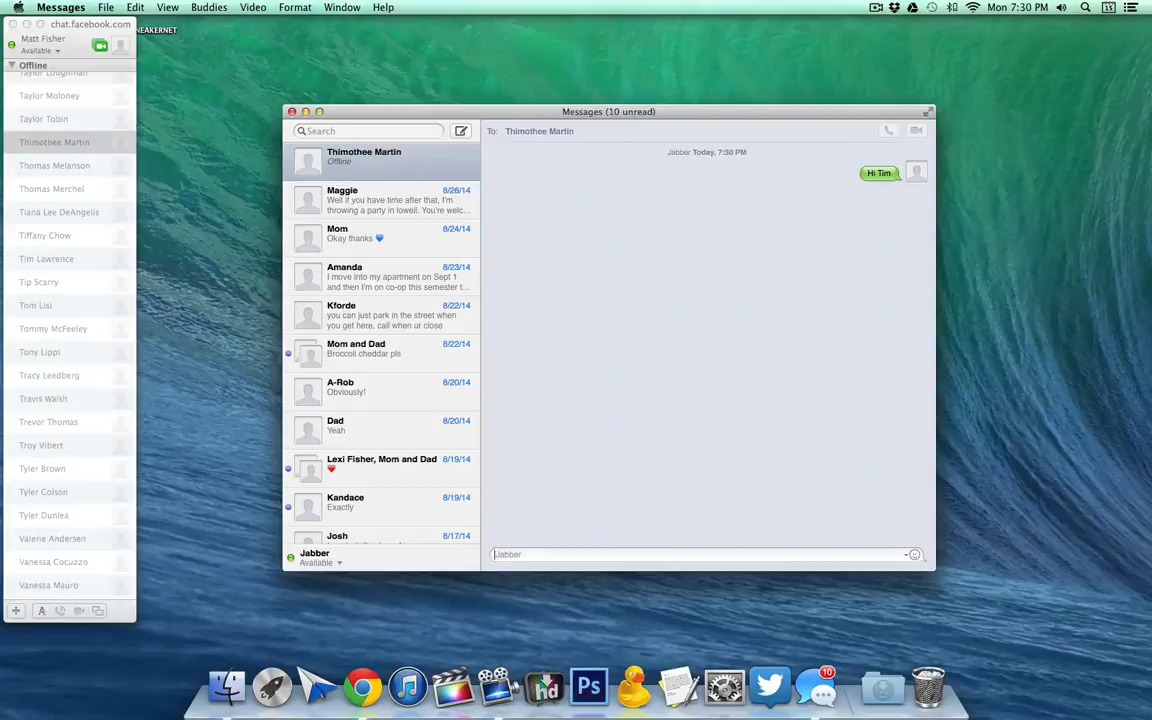 Messages File Edit View Buddies Video Format Window Help
Mon 7:30 PM
15
chat.facebook.com
NEAKERNET
Matt Fisher
Available
Offline
Taylor Loughman
Taylor Moloney
Taylor Tobin
Thimothee Martin
Thomas Melanson
Thomas Merchel
Tiana Lee DeAngelis
Tiffany Chow
Tim Lawrence
Tip Scarry
Tom Lisi
Tommy McFeeley
Tony Lippi
Tracy Leedberg
Travis Walsh
Trevor Thomas
Troy Vibert
Tyler Brown
Tyler Colson
Tyler Dunlea
Valerie Andersen
Vanessa Cocuzzo
Vanessa Mauro
A
Messages (10 unread)
Search
Thimothee Martin
Offline
Maggie 8/26/14
Well if you have time after that, I'm
throwing a party in lowell. You're welc...
Mom 8/24/14
Okay thanks 💙
Amanda 8/23/14
I move into my apartment on Sept 1
and then I'm on co-op this semester t...
Kforde 8/22/14
you can just park in the street when
you get here, call when ur close
Mom and Dad 8/22/14
Broccoli cheddar pls
A-Rob 8/20/14
Obviously!
Dad 8/20/14
Yeah
Lexi Fisher, Mom and Dad 8/19/14
❤️
Kandace 8/19/14
Exactly
Josh 8/17/14
Jabber
Available
To: Thimothee Martin
Jabber Today, 7:30 PM
Hi Tim
Jabber
hd
Ps
10